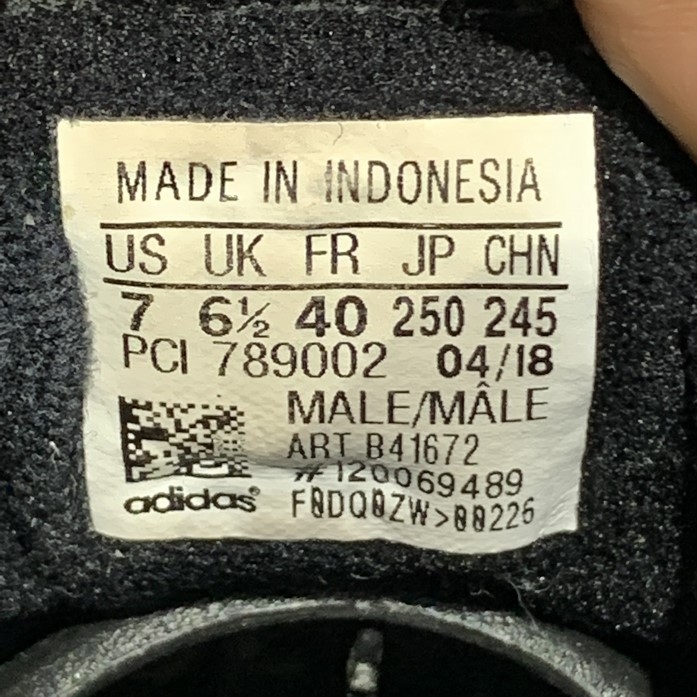 MADE IN INDONESIA
US UK FR JP CHN
7 6½ 40 250 245
PCI 789002 04/18
MALE/MÂLE
ART B41672
#120069489
adidas®
F0DQ0ZW>00226